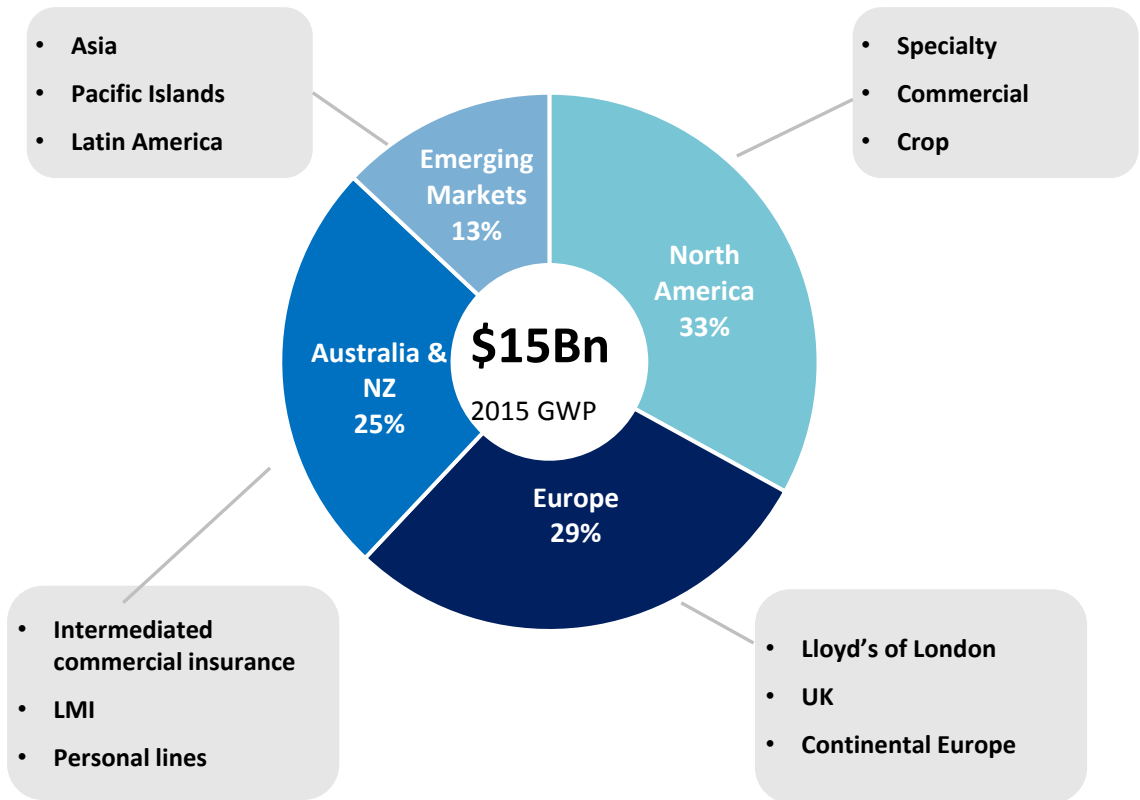 • Asia
• Pacific Islands
• Latin America
• Specialty
• Commercial
• Crop
Emerging
Markets
13%
North
America
33%
Australia &
NZ
25%
$15Bn
2015 GWP
Europe
29%
• Intermediated
commercial insurance
• LMI
• Personal lines
• Lloyd’s of London
• UK
• Continental Europe